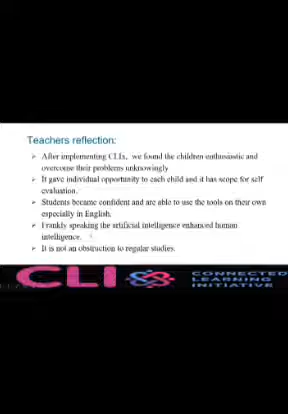 Teachers reflection:
➢ After implementing CLIx, we found the children enthusiastic and
overcome their problems unknowingly
➢ It gave individual opportunity to each child and it has scope for self
evaluation.
➢ Students became confident and are able to use the tools on their own
especially in English.
➢ Frankly speaking the artificial intelligence enhanced human
intelligence.
➢ It is not an obstruction to regular studies.
CLI
CONNECTED
LEARNING
INITIATIVE